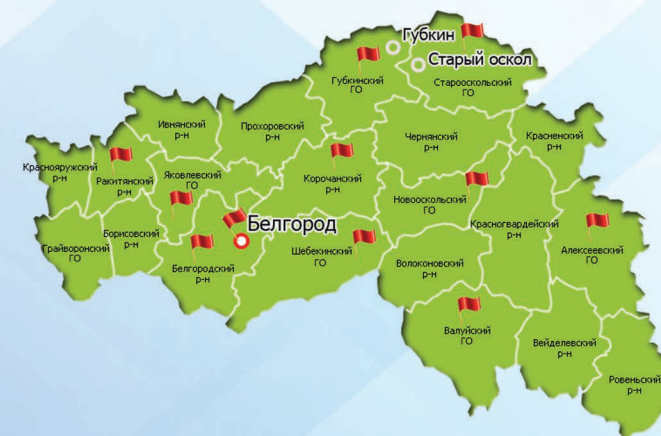 Губкин
Старый оскол
Губкинский
ГО
Старооскольский
ГО
Ивнянский
р-н
Прохоровский
р-н
Чернянский
р-н
Красненский
р-н
Краснояружский
р-н
Ракитянский
р-н
Яковлевский
ГО
Корочанский
р-н
Новооскольский
ГО
Красногвардейский
р-н
Алексеевский
ГО
Грайворонский
ГО
Борисовский
р-н
Белгород
Белгородский
р-н
Шебекинский
ГО
Волоконовский
р-н
Валуйский
ГО
Вейделевский
р-н
Ровеньский
р-н